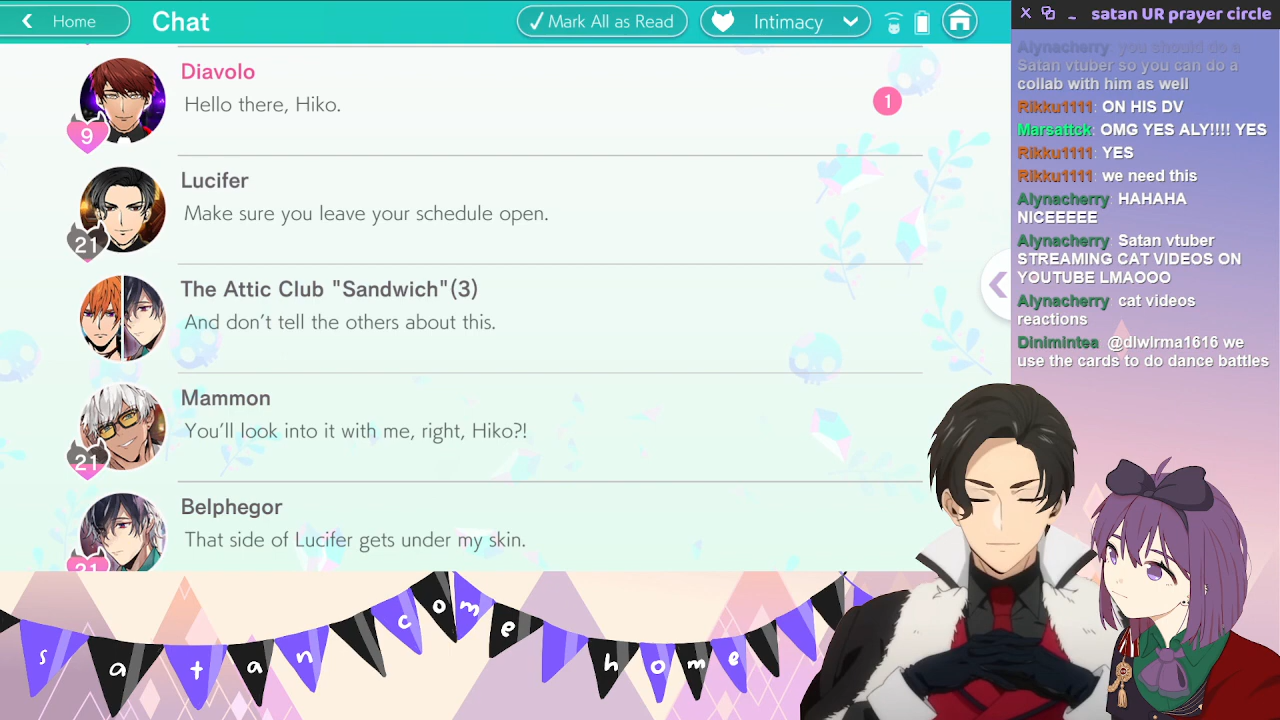 Home
Chat
✓Mark All as Read
Intimacy
X
satan UR prayer circle
Diavolo
Hello there, Hiko.
1
9
Lucifer
Make sure you leave your schedule open.
21
The Attic Club "Sandwich"(3)
And don't tell the others about this.
Mammon
You'll look into it with me, right, Hiko?!
21
Belphegor
That side of Lucifer gets under my skin.
21
Alynacherry: you should do a
Satan vtuber so you can do a
collab with him as well
Rikku1111: ON HIS DV
Marsattck: OMG YES ALY!!!! YES
Rikku1111: YES
Rikku1111: we need this
Alynacherry: HAHAHA
NICEEEEE
Alynacherry: Satan vtuber
STREAMING CAT VIDEOS ON
YOUTUBE LMAOOO
Alynacherry: cat videos
reactions
Dinimintea: @dlwlrma1616 we
use the cards to do dance battles
satan come home